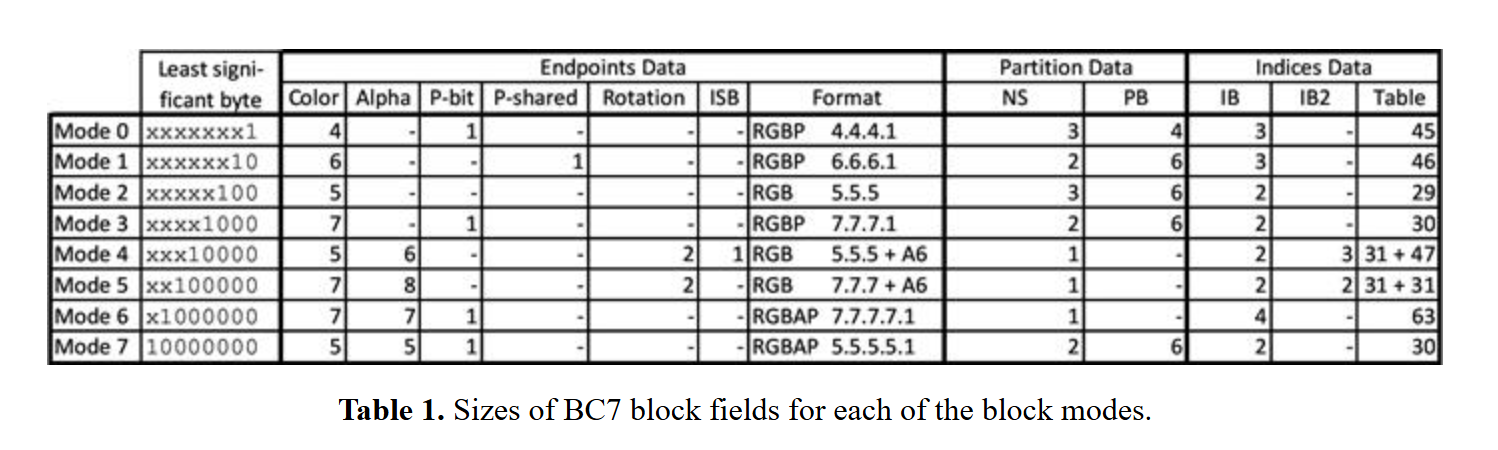 Least signi- Endpoints Data Partition Data Indices Data
ficant byte Color Alpha P-bit P-shared Rotation ISB Format NS PB IB IB2 Table
Mode 0 xxxxxxx1 4 - 1 - - - RGBP 4.4.4.1 3 4 3 - 45
Mode 1 xxxxxx10 6 - - 1 - - RGBP 6.6.6.1 2 6 3 - 46
Mode 2 xxxxx100 5 - - - - - RGB 5.5.5 3 6 2 - 29
Mode 3 xxxx1000 7 - 1 - - - RGBP 7.7.7.1 2 6 2 - 30
Mode 4 xxx10000 5 6 - - 2 1 RGB 5.5.5 + A6 1 - 2 3 31 + 47
Mode 5 xx100000 7 8 - - 2 - RGB 7.7.7 + A6 1 - 2 2 31 + 31
Mode 6 x1000000 7 7 1 - - - RGBAP 7.7.7.7.1 1 - 4 - 63
Mode 7 10000000 5 5 1 - - - RGBAP 5.5.5.5.1 2 6 2 - 30
Table 1. Sizes of BC7 block fields for each of the block modes.